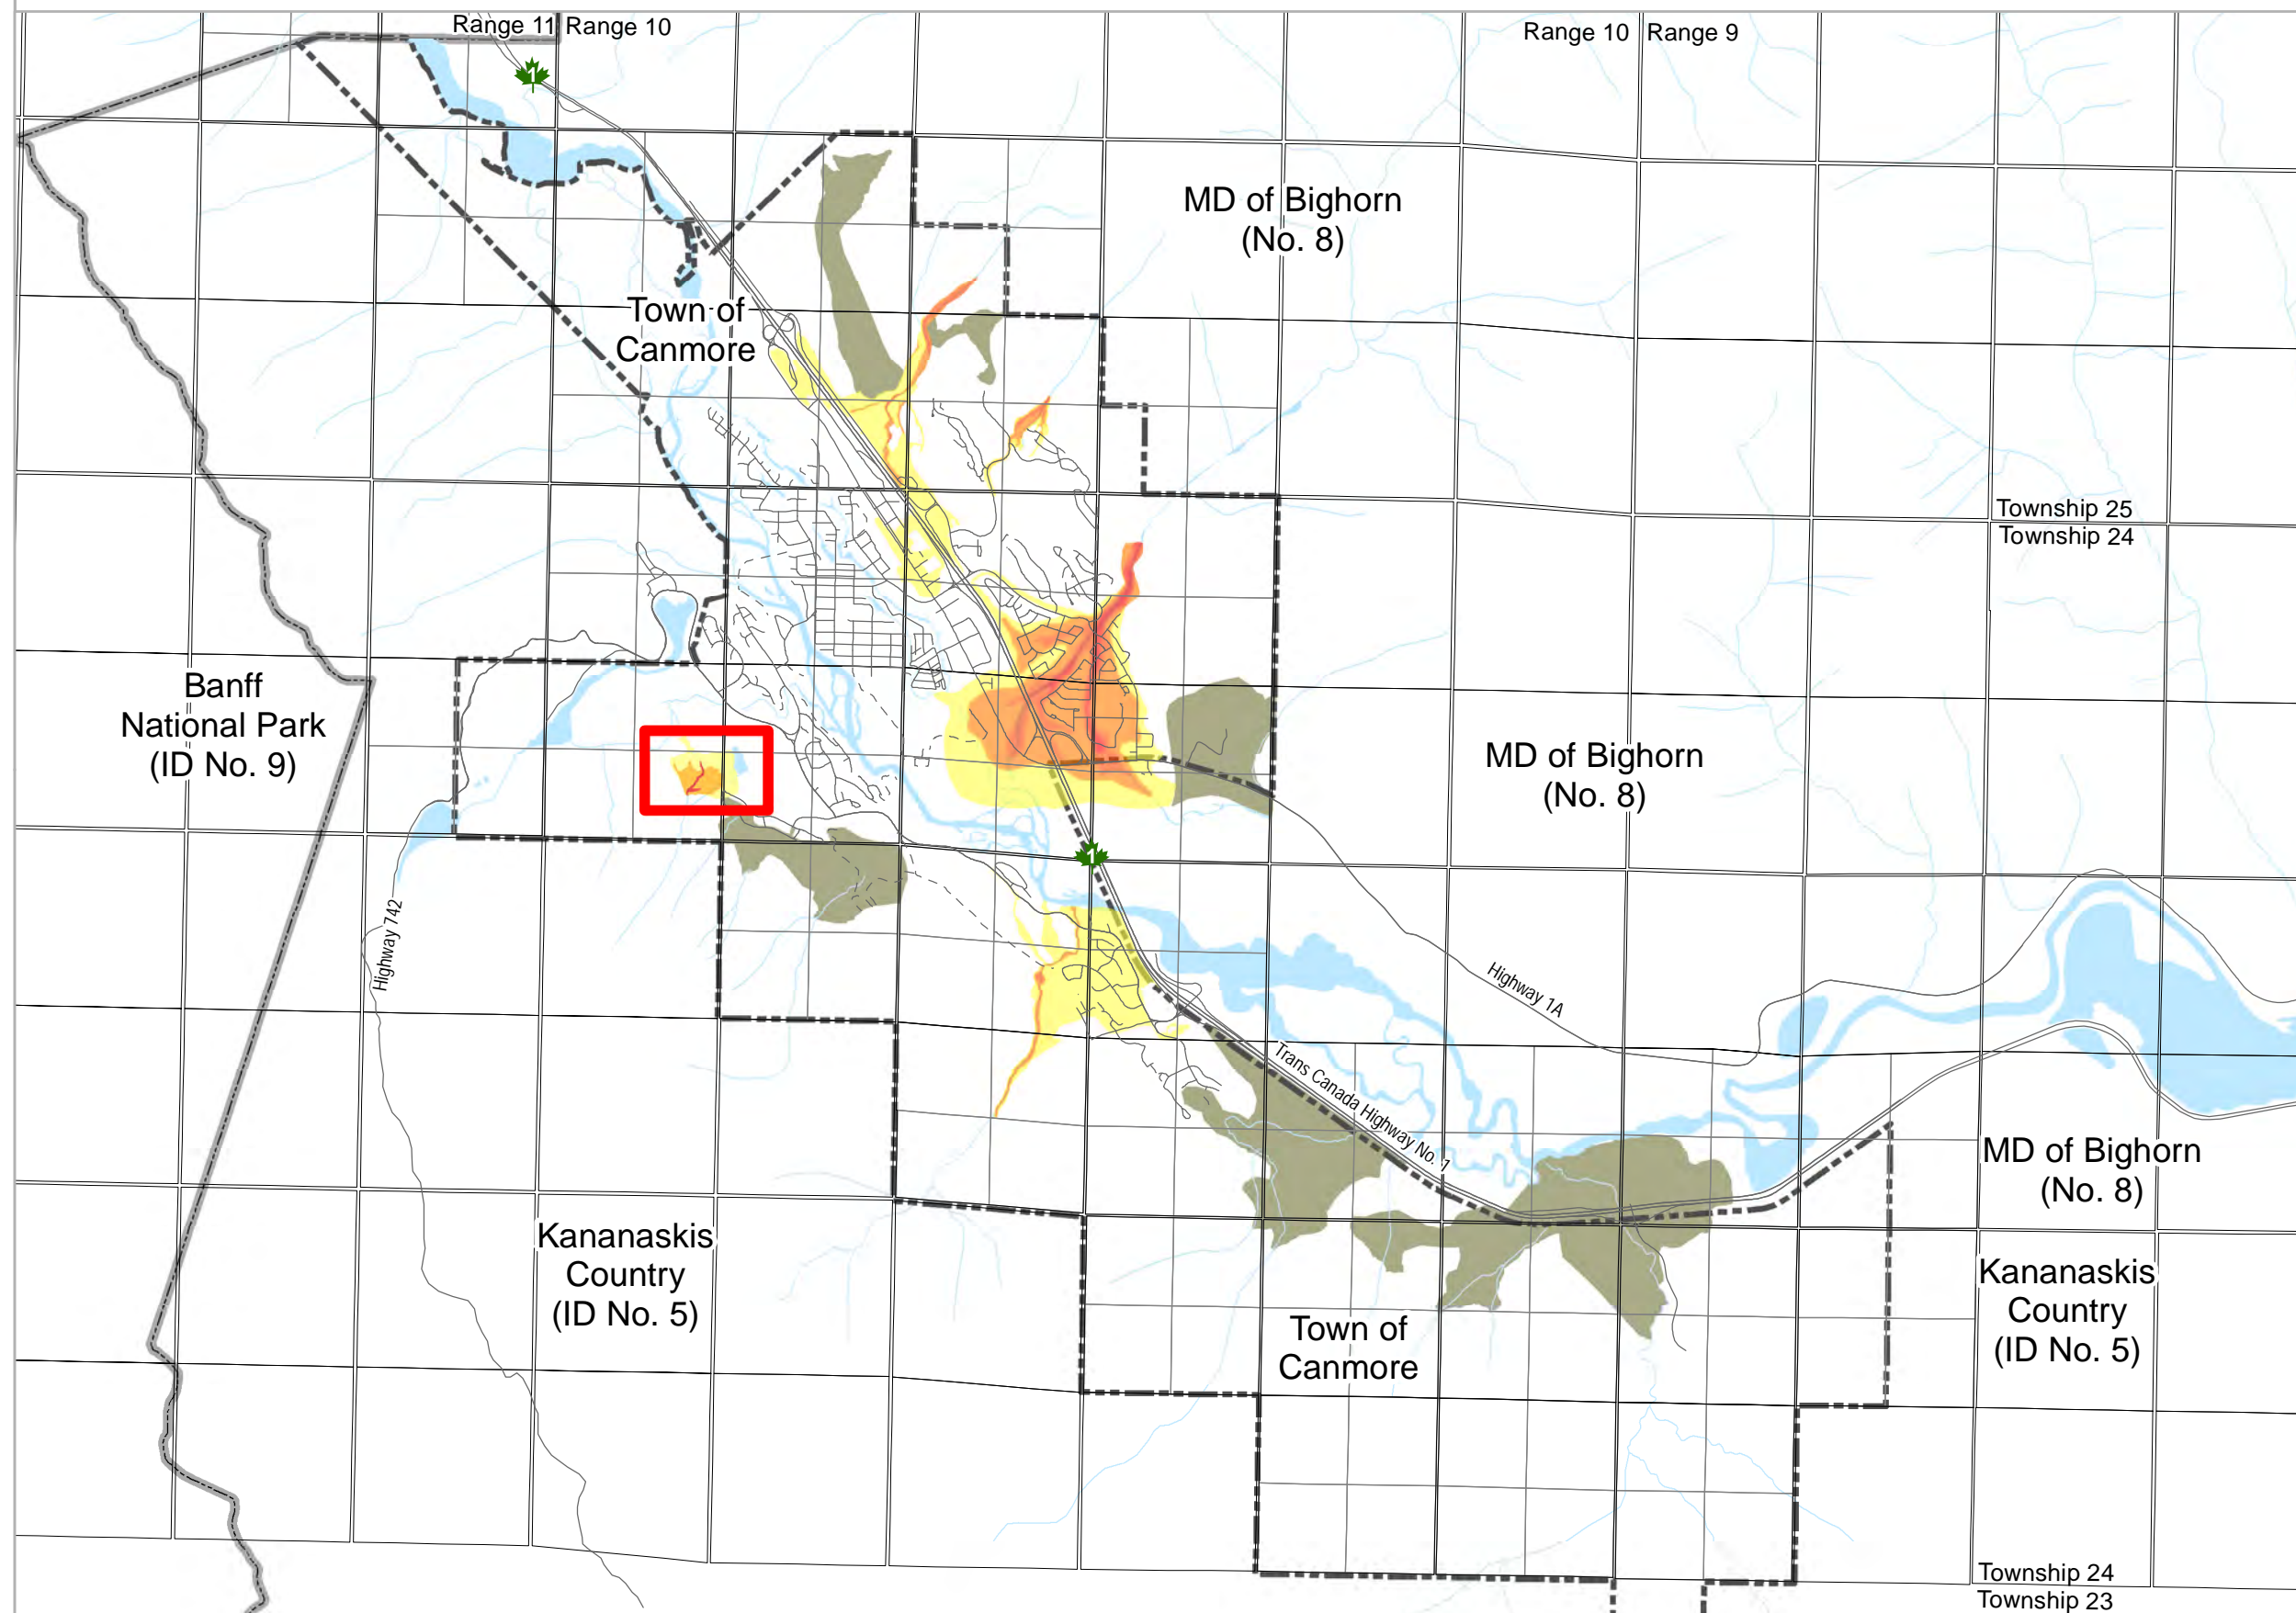 Range 11 Range 10
Range 10 Range 9
1
MD of Bighorn
(No. 8)
Town of
Canmore
Township 25
Township 24
Banff
National Park
(ID No. 9)
MD of Bighorn
(No. 8)
1
Highway 742
Highway 1A
Trans Canada Highway No. 1
MD of Bighorn
(No. 8)
Kananaskis
Country
(ID No. 5)
Kananaskis
Country
(ID No. 5)
Town of
Canmore
Township 24
Township 23